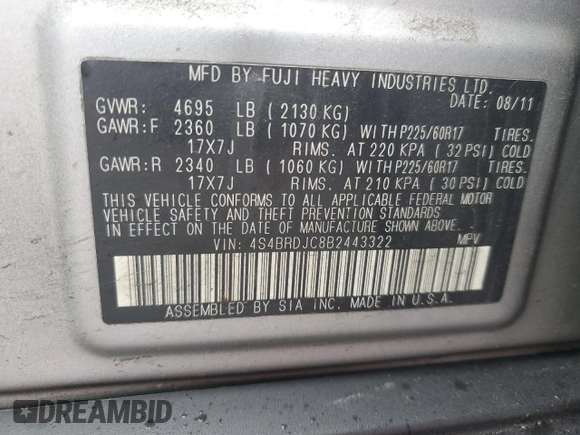 MFD BY FUJI HEAVY INDUSTRIES LTD.
DATE: 08/11
GVWR: 4695 LB ( 2130 KG)
GAWR:F 2360 LB ( 1070 KG) WITH P225/60R17 TIRES.
17X7J RIMS. AT 220 KPA ( 32 PSI) COLD
GAWR:R 2340 LB ( 1060 KG) WITH P225/60R17 TIRES.
17X7J RIMS. AT 210 KPA ( 30 PSI) COLD
THIS VEHICLE CONFORMS TO ALL APPLICABLE FEDERAL MOTOR
VEHICLE SAFETY AND THEFT PREVENTION STANDARDS
IN EFFECT ON THE DATE OF MANUFACTURE SHOWN ABOVE.
VIN: 4S4BRDJC8B2443322 MPV
ASSEMBLED BY SIA INC. MADE IN U.S.A.
DREAMBID